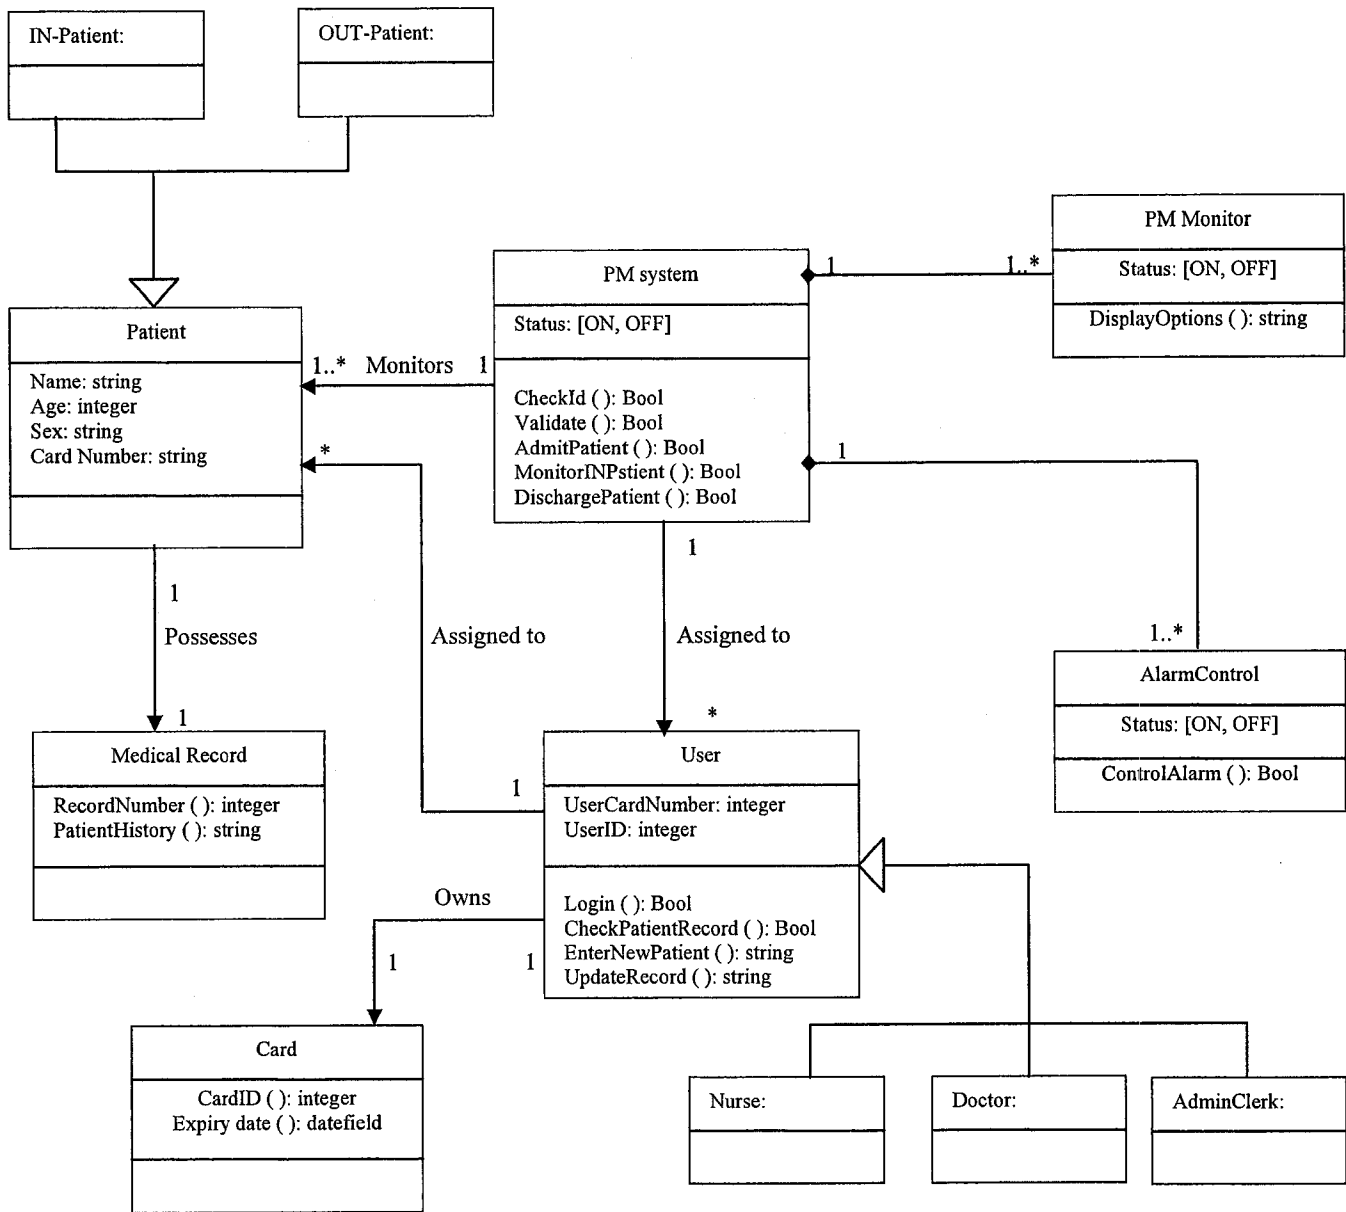 IN-Patient:
OUT-Patient:
PM Monitor
Status: [ON, OFF]
DisplayOptions ( ): string
PM system
Status: [ON, OFF]
CheckId ( ): Bool
Validate ( ): Bool
AdmitPatient ( ): Bool
MonitorINPstient ( ): Bool
DischargePatient ( ): Bool
1
1..*
Patient
Name: string
Age: integer
Sex: string
Card Number: string
1..* Monitors 1
*
1
1..*
1
Possesses
1
Assigned to
1
1
Assigned to
*
AlarmControl
Status: [ON, OFF]
ControlAlarm ( ): Bool
Medical Record
RecordNumber ( ): integer
PatientHistory ( ): string
User
UserCardNumber: integer
UserID: integer
Login ( ): Bool
CheckPatientRecord ( ): Bool
EnterNewPatient ( ): string
UpdateRecord ( ): string
Owns
1
1
Card
CardID ( ): integer
Expiry date ( ): datefield
Nurse:
Doctor:
AdminClerk: